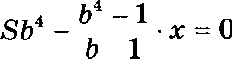 Sb⁴ − (b⁴ − 1)/(b 1) · x = 0